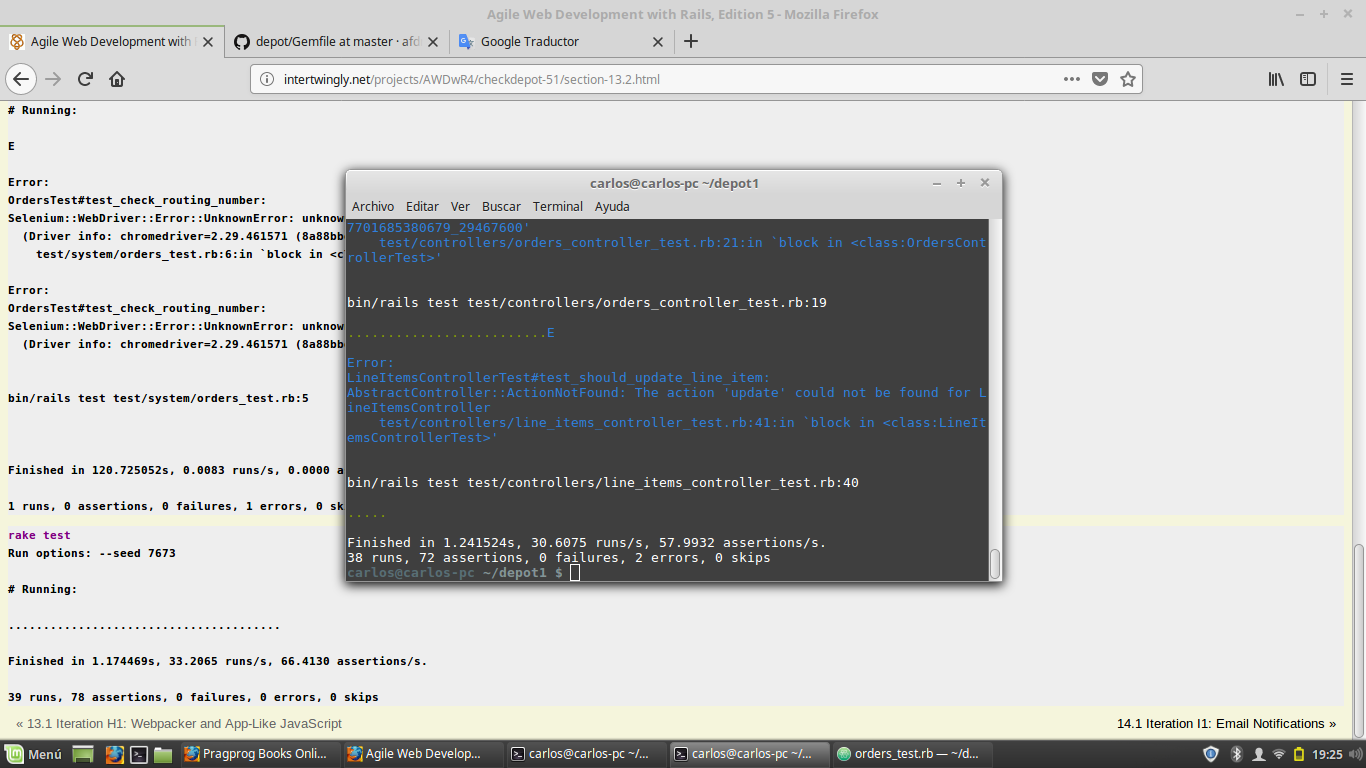 Agile Web Development with Rails, Edition 5 - Mozilla Firefox
Agile Web Development with
depot/Gemfile at master · afd
Google Traductor
intertwingly.net/projects/AWDwR4/checkdepot-51/section-13.2.html
# Running:
E
Error:
OrdersTest#test_check_routing_number:
Selenium::WebDriver::Error::UnknownError: unknow
(Driver info: chromedriver=2.29.461571 (8a88bb
test/system/orders_test.rb:6:in `block in <c
Error:
OrdersTest#test_check_routing_number:
Selenium::WebDriver::Error::UnknownError: unknow
(Driver info: chromedriver=2.29.461571 (8a88bb
bin/rails test test/system/orders_test.rb:5
Finished in 120.725052s, 0.0083 runs/s, 0.0000 a
1 runs, 0 assertions, 0 failures, 1 errors, 0 sk
rake test
Run options: --seed 7673
# Running:
.......................................
Finished in 1.174469s, 33.2065 runs/s, 66.4130 assertions/s.
39 runs, 78 assertions, 0 failures, 0 errors, 0 skips
« 13.1 Iteration H1: Webpacker and App-Like JavaScript
14.1 Iteration I1: Email Notifications »
carlos@carlos-pc ~/depot1
Archivo Editar Ver Buscar Terminal Ayuda
7701685380679_29467600'
test/controllers/orders_controller_test.rb:21:in `block in <class:OrdersCont
rollerTest>'
bin/rails test test/controllers/orders_controller_test.rb:19
.........................E
Error:
LineItemsControllerTest#test_should_update_line_item:
AbstractController::ActionNotFound: The action 'update' could not be found for L
ineItemsController
test/controllers/line_items_controller_test.rb:41:in `block in <class:LineIt
emsControllerTest>'
bin/rails test test/controllers/line_items_controller_test.rb:40
.....
Finished in 1.241524s, 30.6075 runs/s, 57.9932 assertions/s.
38 runs, 72 assertions, 0 failures, 2 errors, 0 skips
carlos@carlos-pc ~/depot1 $
Menú
Pragprog Books Onli...
Agile Web Develop...
carlos@carlos-pc ~/...
carlos@carlos-pc ~/...
orders_test.rb — ~/d...
19:25